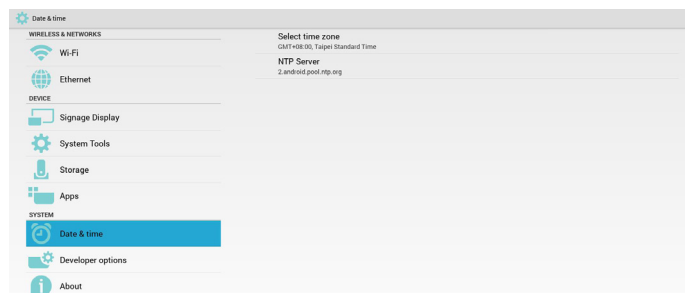 Date & time
WIRELESS & NETWORKS
Wi-Fi
Ethernet
DEVICE
Signage Display
System Tools
Storage
Apps
SYSTEM
Date & time
Developer options
About
Select time zone
GMT+08:00, Taipei Standard Time
NTP Server
2.android.pool.ntp.org